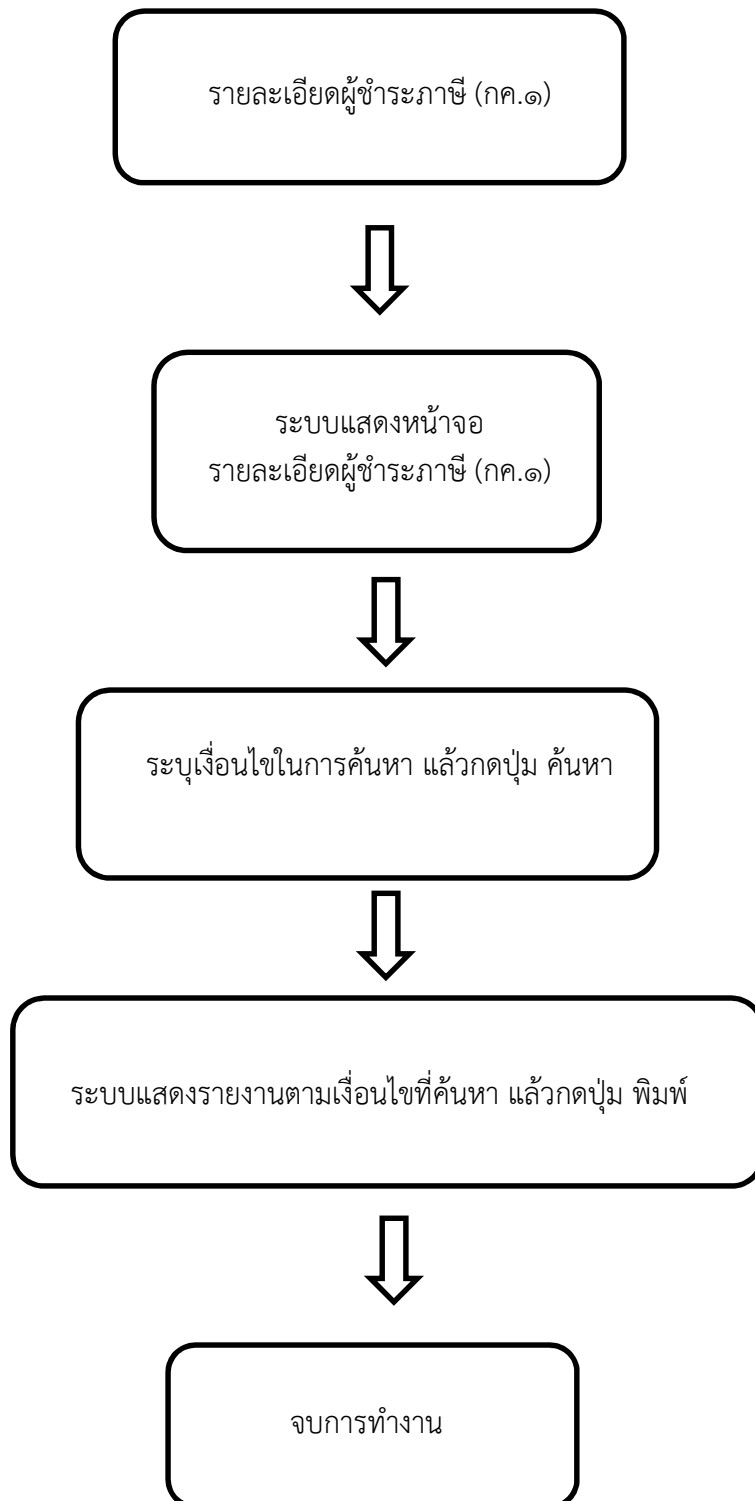 รายละเอียดผู้ชำระภาษี (กค.๑)
ระบบแสดงหน้าจอ
รายละเอียดผู้ชำระภาษี (กค.๑)
ระบุเงื่อนไขในการค้นหา แล้วกดปุ่ม ค้นหา
ระบบแสดงรายงานตามเงื่อนไขที่ค้นหา แล้วกดปุ่ม พิมพ์
จบการทำงาน